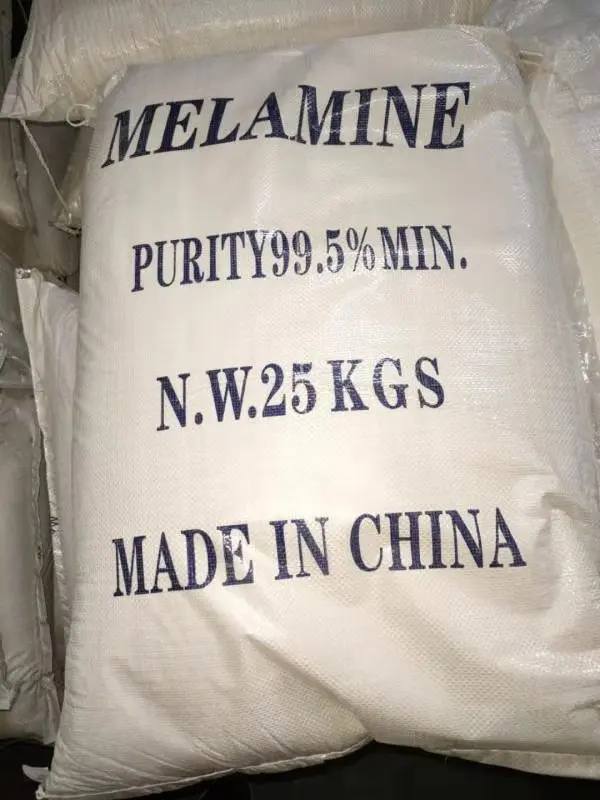 MELAMINE
PURITY99.5%MIN.
N.W.25 KGS
MADE IN CHINA